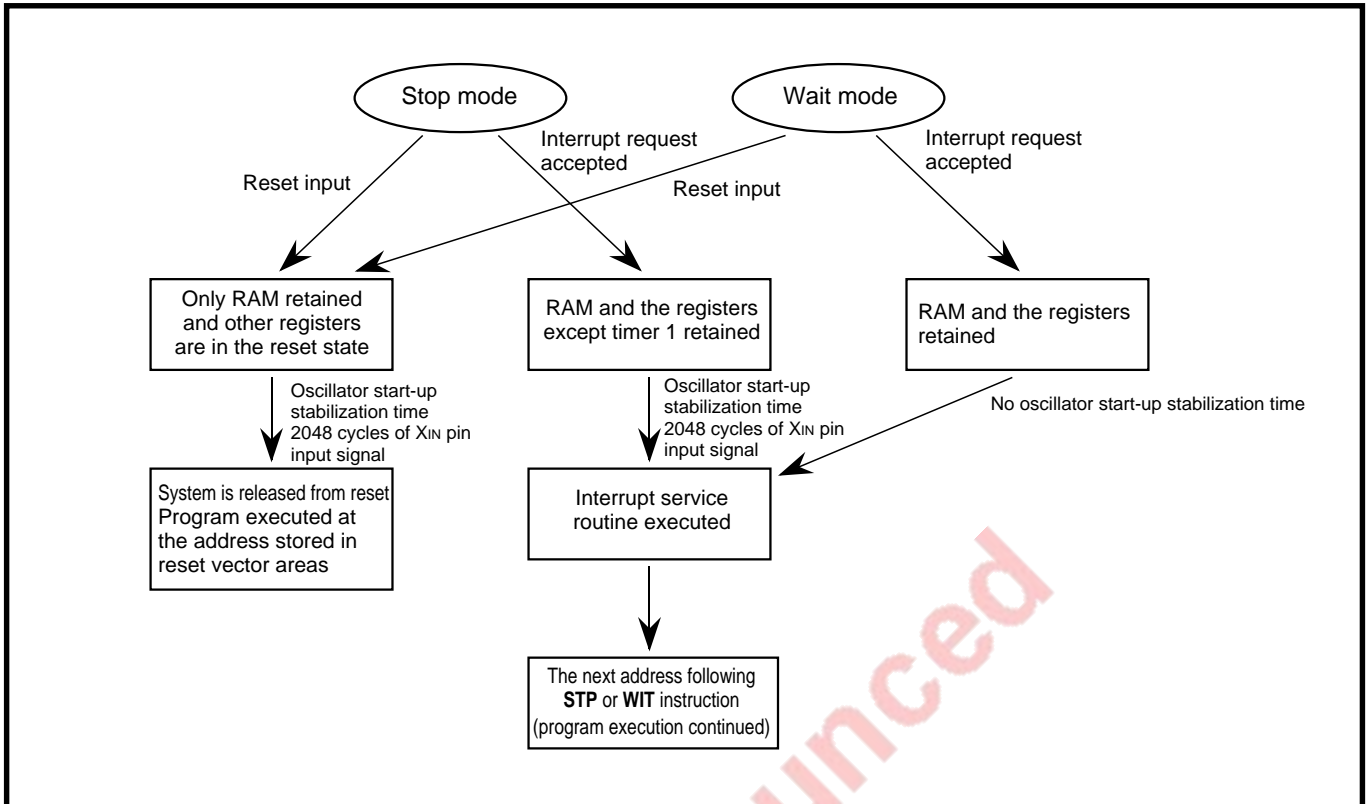 Stop mode
Wait mode
Interrupt request
accepted
Interrupt request
accepted
Reset input
Reset input
Only RAM retained
and other registers
are in the reset state
RAM and the registers
except timer 1 retained
RAM and the registers
retained
Oscillator start-up
stabilization time
2048 cycles of XIN pin
input signal
Oscillator start-up
stabilization time
2048 cycles of XIN pin
input signal
No oscillator start-up stabilization time
System is released from reset
Program executed at
the address stored in
reset vector areas
Interrupt service
routine executed
The next address following
STP or WIT instruction
(program execution continued)
unced